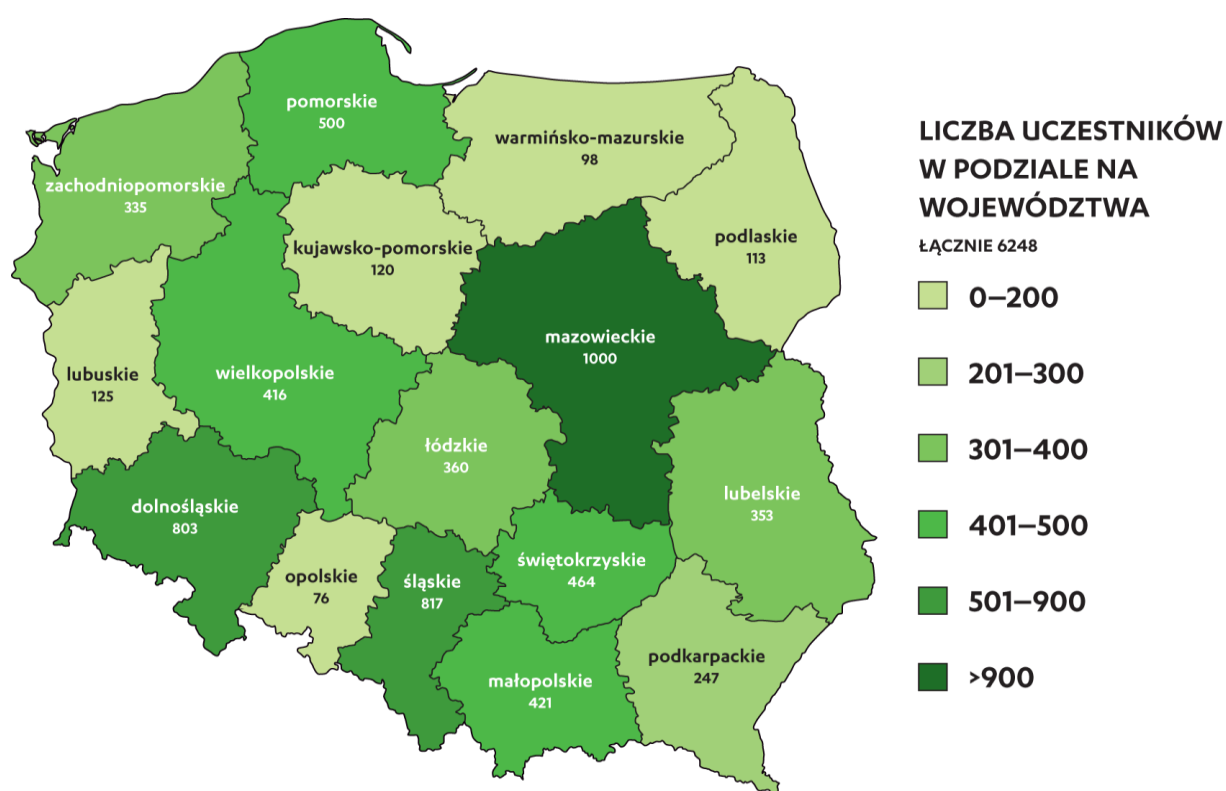 pomorskie
500
warmińsko-mazurskie
98
zachodniopomorskie
335
podlaskie
113
kujawsko-pomorskie
120
mazowieckie
1000
lubuskie
125
wielkopolskie
416
łódzkie
360
lubelskie
353
dolnośląskie
803
świętokrzyskie
464
opolskie
76
śląskie
817
podkarpackie
247
małopolskie
421
LICZBA UCZESTNIKÓW
W PODZIALE NA
WOJEWÓDZTWA
ŁĄCZNIE 6248
0–200
201–300
301–400
401–500
501–900
>900